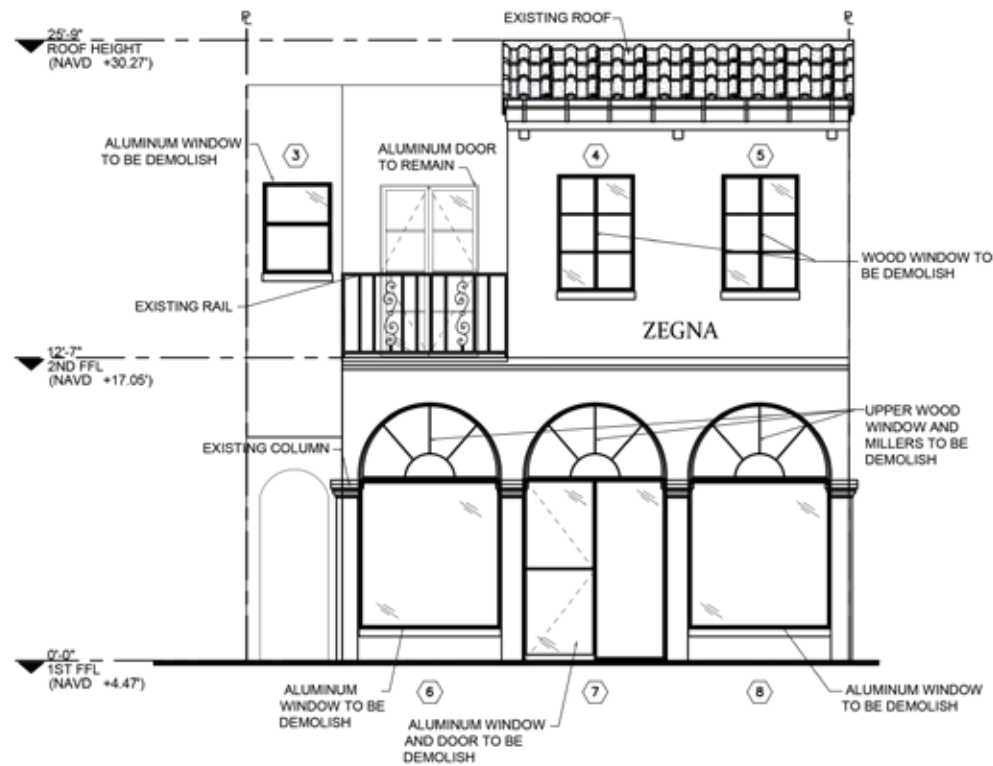 ℄
℄
EXISTING ROOF
25'-9"
ROOF HEIGHT
(NAVD +30.27')
ALUMINUM WINDOW
TO BE DEMOLISH
3
ALUMINUM DOOR
TO REMAIN
4
5
WOOD WINDOW TO
BE DEMOLISH
EXISTING RAIL
ZEGNA
12'-7"
2ND FFL
(NAVD +17.05')
UPPER WOOD
WINDOW AND
MILLERS TO BE
DEMOLISH
EXISTING COLUMN
0'-0"
1ST FFL
(NAVD +4.47')
ALUMINUM
WINDOW TO BE
DEMOLISH
6
ALUMINUM WINDOW
AND DOOR TO BE
DEMOLISH
7
8
ALUMINUM WINDOW
TO BE DEMOLISH